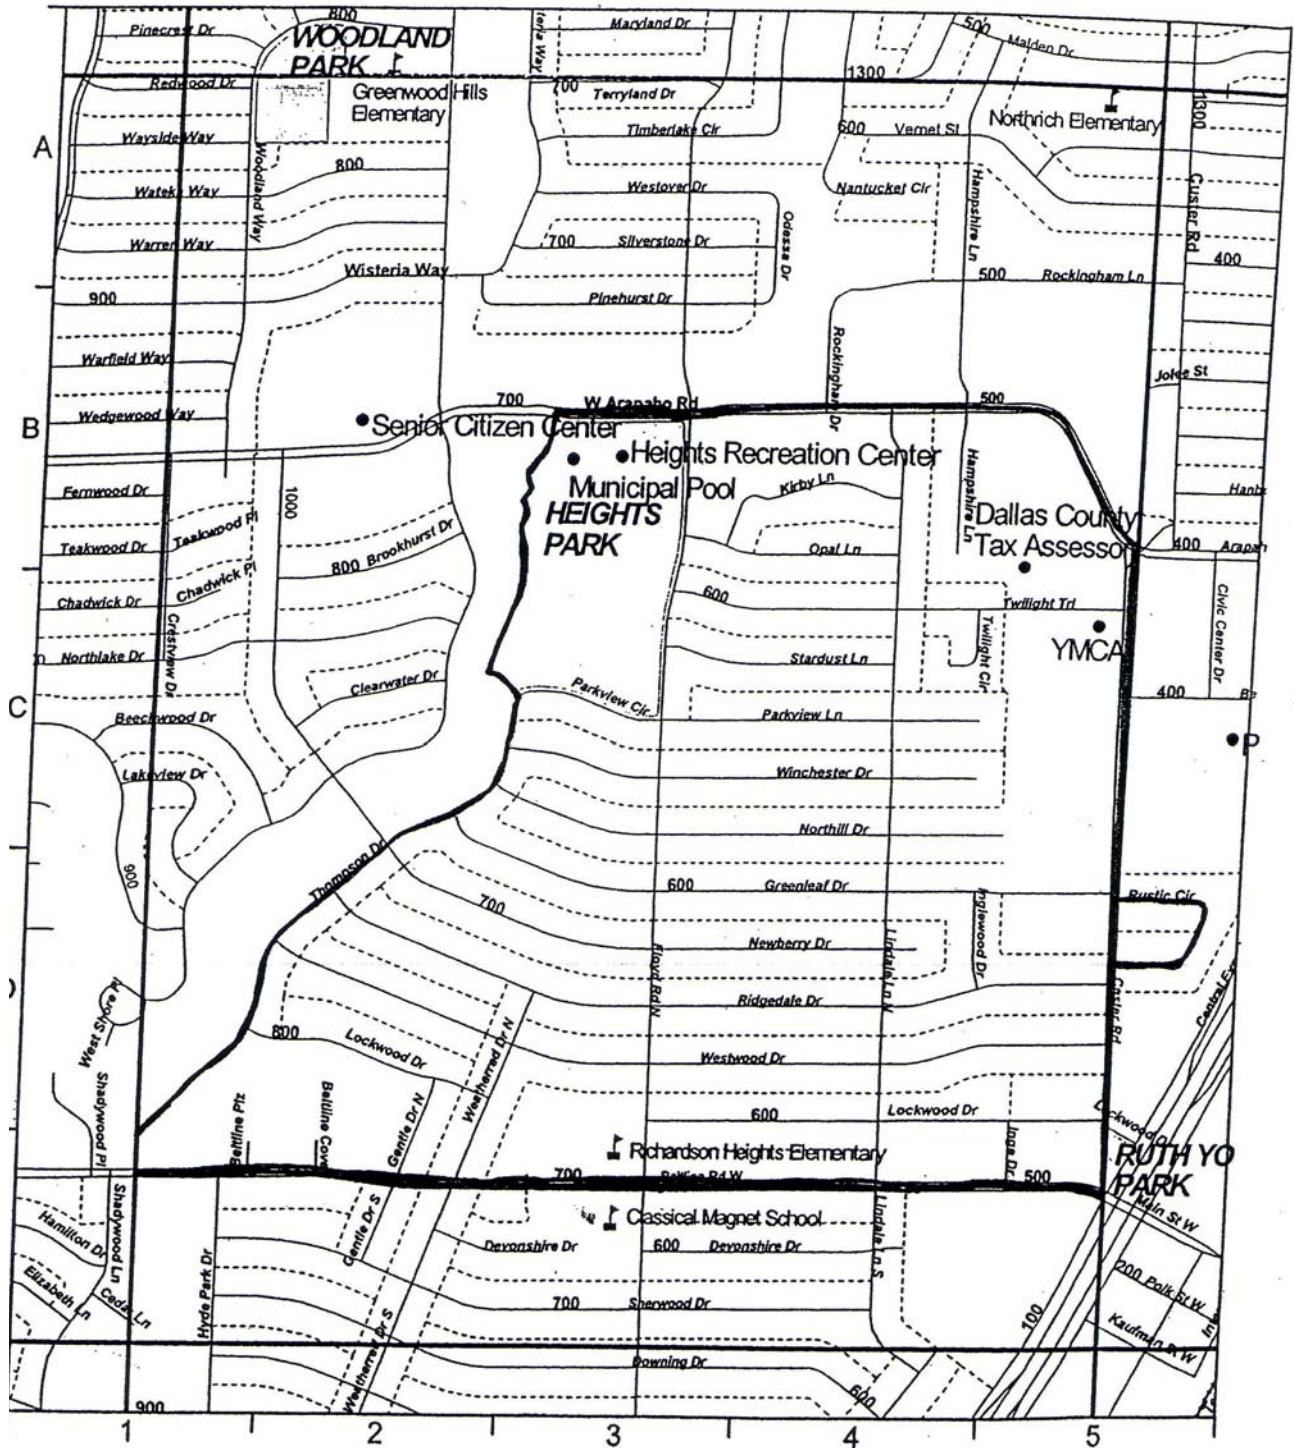 800
Maryland Dr
500
Pinecrest Dr
WOODLAND
PARK
Malden Dr
Redwood Dr
1300
700
Terryland Dr
Greenwood Hills
Elementary
1300
Northrich Elementary
A
Wayside Way
Timberlake Cir
600
Vernet St
Woodland Way
800
Wateka Way
Westover Dr
Nantucket Cir
Hampshire Ln
Custer Rd
Warren Way
700
Silverstone Dr
Odessa Dr
400
Wisteria Way
500
Rockingham Ln
900
Pinehurst Dr
Rockingham Dr
Warfield Way
Jolee St
700
W Arapaho Rd
500
Wedgewood Way
B
Senior Citizen Center
Heights Recreation Center
Hampshire Ln
Fernwood Dr
1000
Municipal Pool
Kirby Ln
HEIGHTS
PARK
Dallas County
Tax Assessor
Teakwood Dr
Teakwood Pl
800 Brookhurst Dr
Opal Ln
400
Chadwick Dr
Chadwick Pl
600
Twilight Trl
Civic Center Dr
Crestview Dr
Twilight Cir
YMCA
Northlake Dr
Stardust Ln
Clearwater Dr
Parkview Cir
400
C
Beechwood Dr
Parkview Ln
P
Lakeview Dr
Winchester Dr
Northill Dr
900
Thompson Dr
600
Greenleaf Dr
Inglewood Dr
Rustic Cir
700
Newberry Dr
Floyd Rd N
Lindale Ln N
West Shore Pl
Ridgedale Dr
Custer Rd
800
Lockwood Dr
Weatherred Dr N
Westwood Dr
Shadywood Pl
Beltline Plz
Beltline Cove
Gentle Dr N
600
Lockwood Dr
Lockwood D
Inge Dr
Richardson Heights Elementary
RUTH YO
PARK
700
Beltline Rd W
500
Main St W
Shadywood Ln
Gentle Dr S
Classical Magnet School
Lindale Ln S
Hamilton Dr
Devonshire Dr
600
Devonshire Dr
Elizabeth Ln
Cedar Ln
Hyde Park Dr
700
Sherwood Dr
200 Polk St W
100
Kaufman St W
Weatherred Dr S
Downing Dr
600
900
1
2
3
4
5